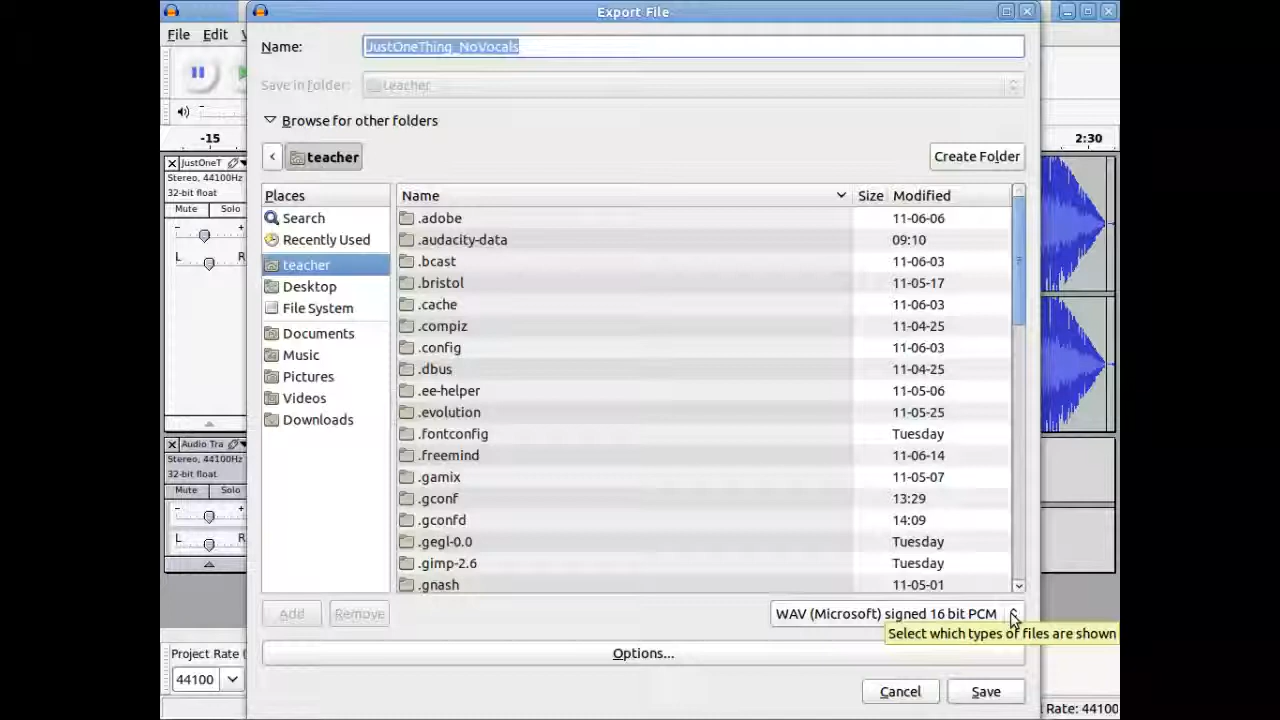 Export File
File Edit V
Name: JustOneThing_NoVocals
Save in folder: teacher
Browse for other folders
-15
2:30
teacher
Create Folder
JustOneT
Stereo, 44100Hz
32-bit float
Mute Solo
- +
L R
Places
Search
Recently Used
teacher
Desktop
File System
Documents
Music
Pictures
Videos
Downloads
Name Size Modified
.adobe 11-06-06
.audacity-data 09:10
.bcast 11-06-03
.bristol 11-05-17
.cache 11-06-03
.compiz 11-04-25
.config 11-06-03
.dbus 11-04-25
.ee-helper 11-05-06
.evolution 11-05-25
.fontconfig Tuesday
.freemind 11-06-14
.gamix 11-05-07
.gconf 13:29
.gconfd 14:09
.gegl-0.0 Tuesday
.gimp-2.6 Tuesday
.gnash 11-05-01
Audio Tra
Stereo, 44100Hz
32-bit float
Mute Solo
- +
L R
Add Remove
WAV (Microsoft) signed 16 bit PCM
Select which types of files are shown
Project Rate (
Options...
44100
Cancel Save
Rate: 44100